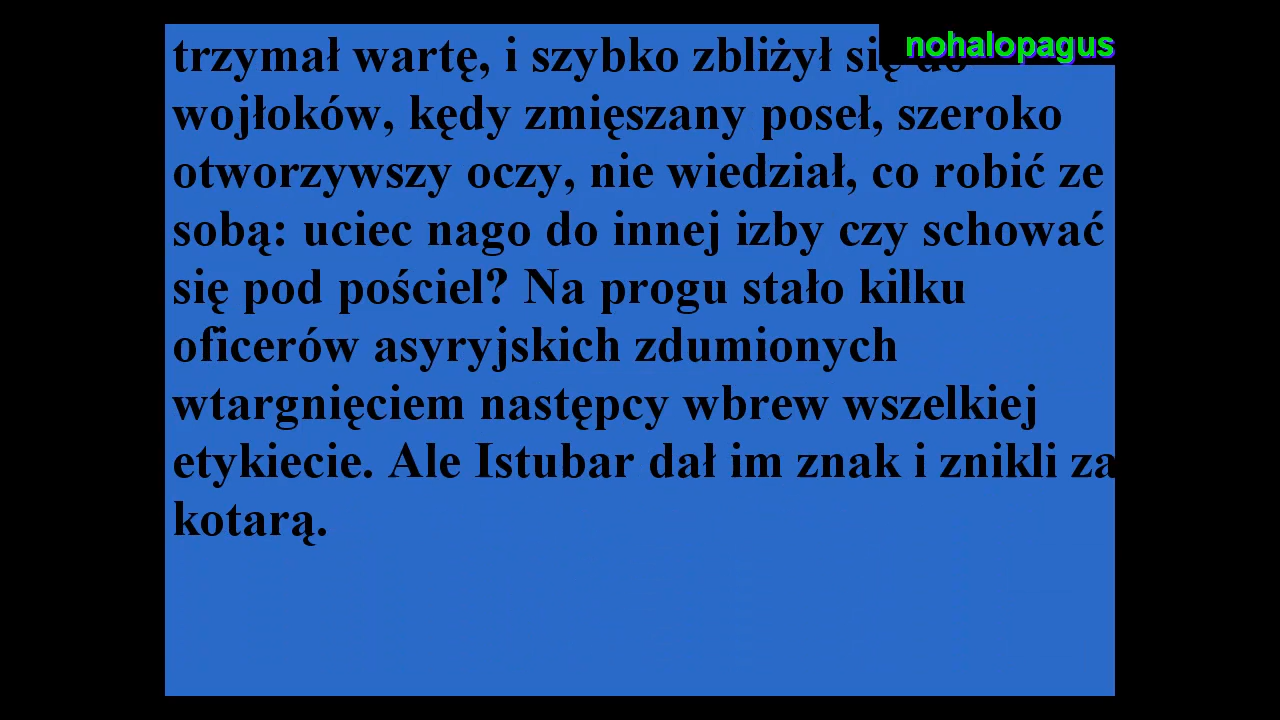 trzymał wartę, i szybko zbliżył się do
nohalopagus
wojłoków, kędy zmięszany poseł, szeroko
otworzywszy oczy, nie wiedział, co robić ze
sobą: uciec nago do innej izby czy schować
się pod pościel? Na progu stało kilku
oficerów asyryjskich zdumionych
wtargnięciem następcy wbrew wszelkiej
etykiecie. Ale Istubar dał im znak i znikli za
kotarą.